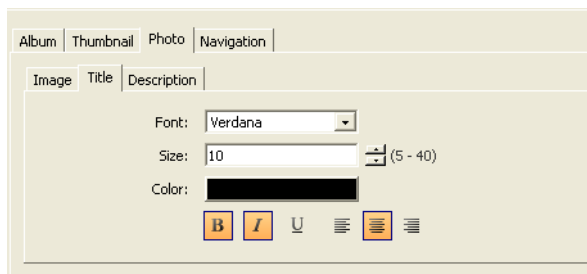 Album Thumbnail Photo Navigation
Image Title Description
Font: Verdana
Size: 10 (5 - 40)
Color:
B I U